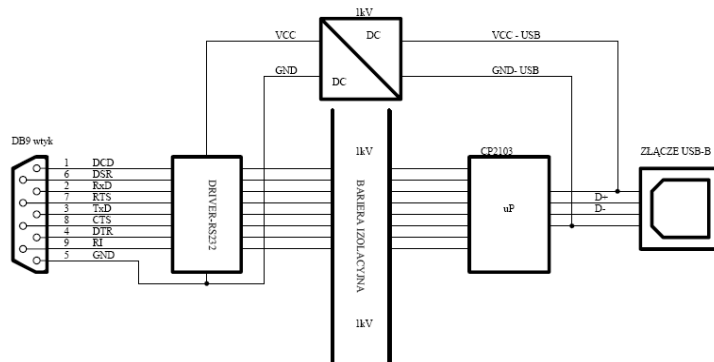 1kV
VCC
DC
VCC - USB
GND
DC
GND- USB
DB9 wtyk
1kV
CP2103
ZŁĄCZE USB-B
1 DCD
6 DSR
2 RxD
7 RTS
3 TxD
8 CTS
4 DTR
9 RI
5 GND
DRIVER-RS232
BARIERA IZOLACYJNA
uP
D+
D-
1kV